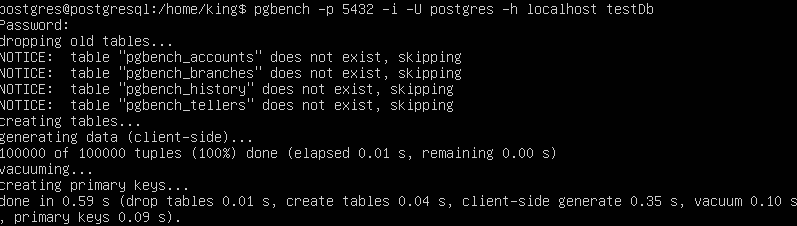 postgres@postgresql:/home/king$ pgbench -p 5432 -i -U postgres -h localhost testDb
Password:
dropping old tables...
NOTICE:  table "pgbench_accounts" does not exist, skipping
NOTICE:  table "pgbench_branches" does not exist, skipping
NOTICE:  table "pgbench_history" does not exist, skipping
NOTICE:  table "pgbench_tellers" does not exist, skipping
creating tables...
generating data (client-side)...
100000 of 100000 tuples (100%) done (elapsed 0.01 s, remaining 0.00 s)
vacuuming...
creating primary keys...
done in 0.59 s (drop tables 0.01 s, create tables 0.04 s, client-side generate 0.35 s, vacuum 0.10 s
, primary keys 0.09 s).